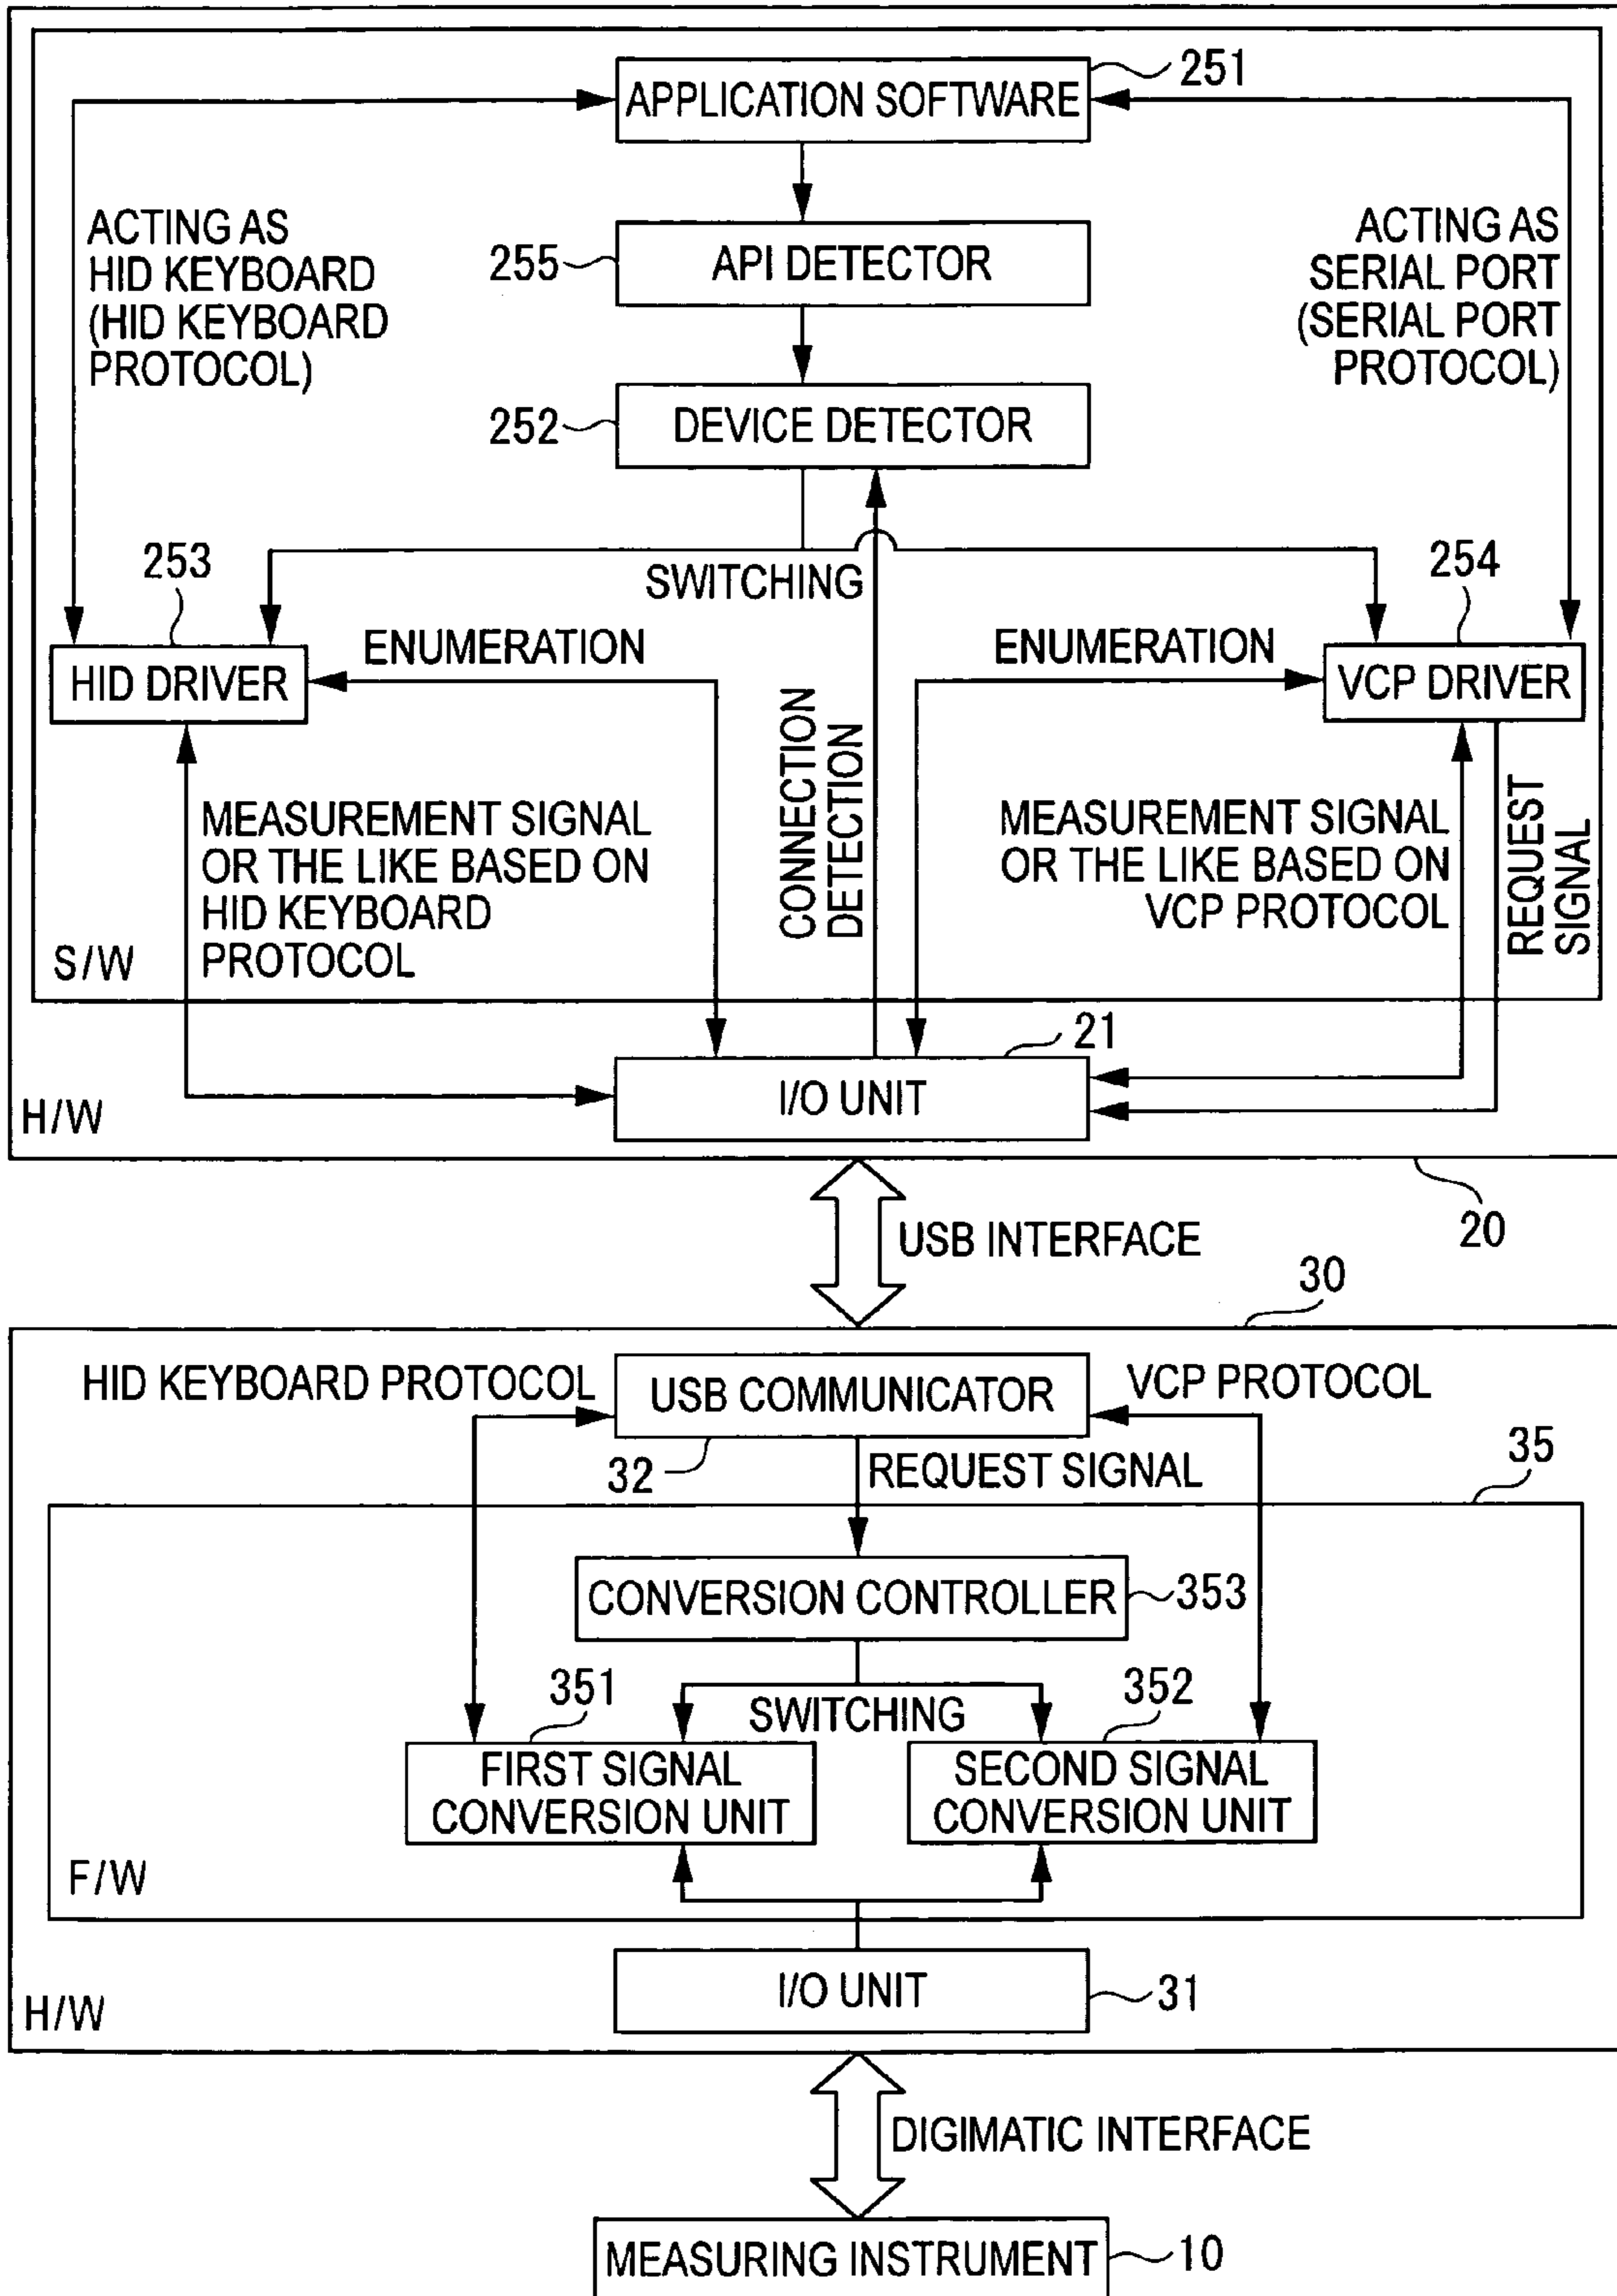 251
APPLICATION SOFTWARE
ACTING AS
HID KEYBOARD
(HID KEYBOARD
PROTOCOL)
ACTING AS
SERIAL PORT
(SERIAL PORT
PROTOCOL)
255
API DETECTOR
252
DEVICE DETECTOR
253
SWITCHING
254
ENUMERATION
ENUMERATION
HID DRIVER
VCP DRIVER
CONNECTION
DETECTION
MEASUREMENT SIGNAL
OR THE LIKE BASED ON
HID KEYBOARD
PROTOCOL
MEASUREMENT SIGNAL
OR THE LIKE BASED ON
VCP PROTOCOL
REQUEST
SIGNAL
S/W
21
I/O UNIT
H/W
20
USB INTERFACE
30
HID KEYBOARD PROTOCOL
USB COMMUNICATOR
VCP PROTOCOL
32
REQUEST SIGNAL
35
CONVERSION CONTROLLER
353
351
SWITCHING
352
FIRST SIGNAL
CONVERSION UNIT
SECOND SIGNAL
CONVERSION UNIT
F/W
I/O UNIT
31
H/W
DIGIMATIC INTERFACE
MEASURING INSTRUMENT
10